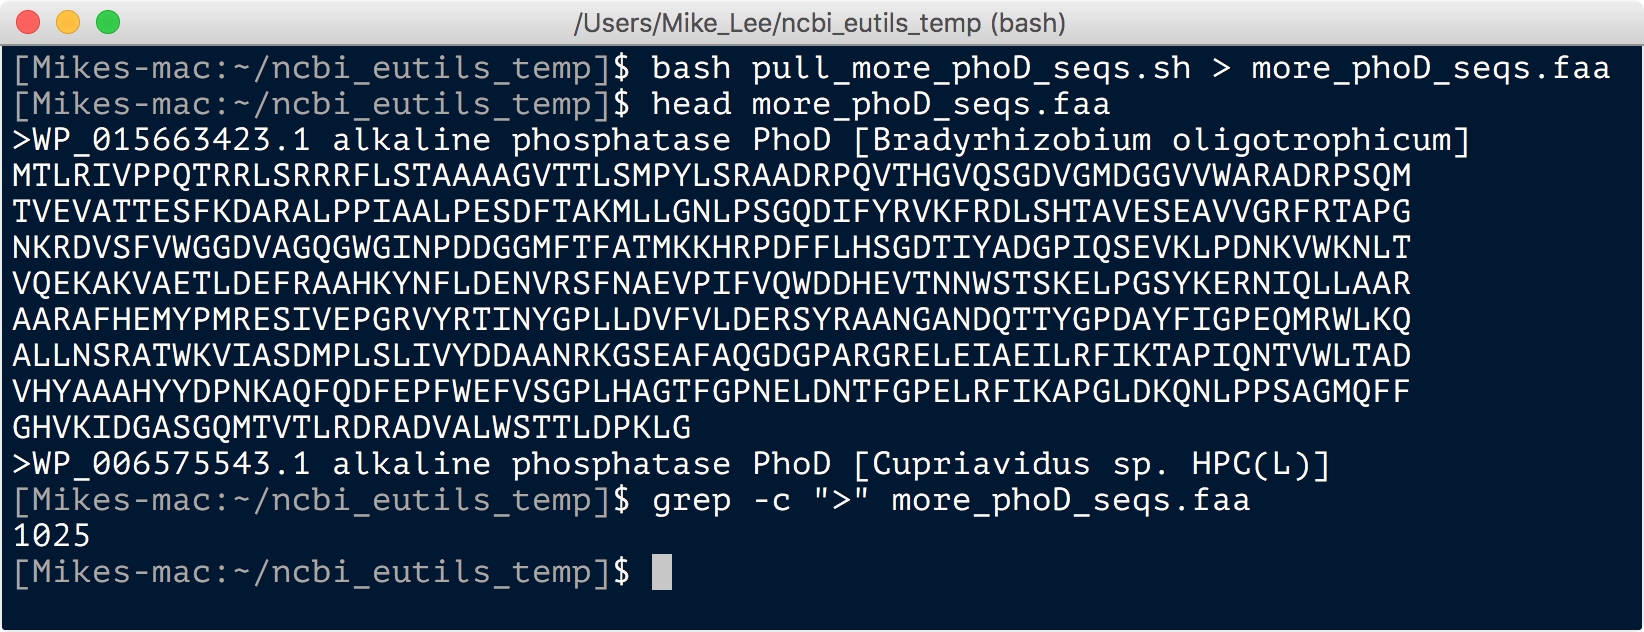 /Users/Mike_Lee/ncbi_eutils_temp (bash)
[Mikes-mac:~/ncbi_eutils_temp]$ bash pull_more_phoD_seqs.sh > more_phoD_seqs.faa
[Mikes-mac:~/ncbi_eutils_temp]$ head more_phoD_seqs.faa
>WP_015663423.1 alkaline phosphatase PhoD [Bradyrhizobium oligotrophicum]
MTLRIVPPQTRRLSRRRFLSTAAAAGVTTLSMPYLSRAADRPQVTHGVQSGDVGMDGGVVWARADRPSQM
TVEVATTESFKDARALPPIAALPESDFTAKMLLGNLPSGQDIFYRVKFRDLSHTAVESEAVVGRFRTAPG
NKRDVSFVWGGDVAGQGWGINPDDGGMFTFATMKKHRPDFFLHSGDTIYADGPIQSEVKLPDNKVWKNLT
VQEKAKVAETLDEFRAAHKYNFLDENVRSFNAEVPIFVQWDDHEVTNNWSTSKELPGSYKERNIQLLAAR
AARAFHEMYPMRESIVEPGRVYRTINYGPLLDVFVLDERSYRAANGANDQTTYGPDAYFIGPEQMRWLKQ
ALLNSRATWKVIASDMPLSLIVYDDAANRKGSEAFAQGDGPARGRELEIAEILRFIKTAPIQNTVWLTAD
VHYAAAHYYDPNKAQFQDFEPFWEFVSGPLHAGTFGPNELDNTFGPELRFIKAPGLDKQNLPPSAGMQFF
GHVKIDGASGQMTVTLRDRADVALWSTTLDPKLG
>WP_006575543.1 alkaline phosphatase PhoD [Cupriavidus sp. HPC(L)]
[Mikes-mac:~/ncbi_eutils_temp]$ grep -c ">" more_phoD_seqs.faa
1025
[Mikes-mac:~/ncbi_eutils_temp]$